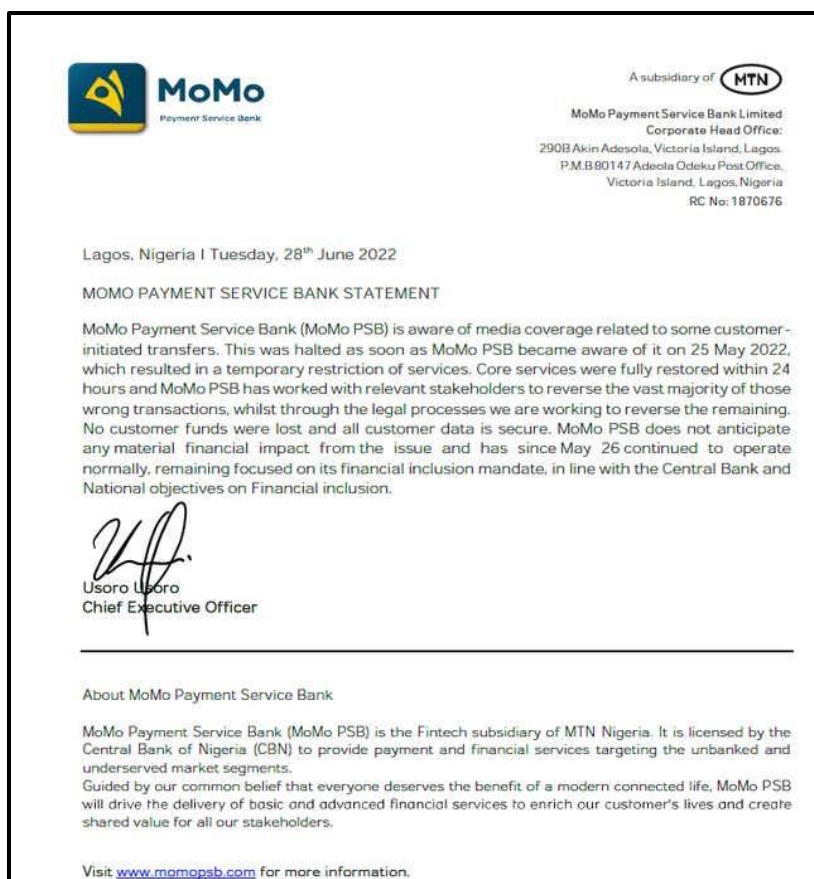 MoMo
Payment Service Bank
A subsidiary of MTN
MoMo Payment Service Bank Limited
Corporate Head Office:
290B Akin Adesola, Victoria Island, Lagos.
P.M.B 80147 Adeola Odeku Post Office,
Victoria Island, Lagos, Nigeria
RC No: 1870676
Lagos, Nigeria I Tuesday, 28th June 2022
MOMO PAYMENT SERVICE BANK STATEMENT
MoMo Payment Service Bank (MoMo PSB) is aware of media coverage related to some customer-
initiated transfers. This was halted as soon as MoMo PSB became aware of it on 25 May 2022,
which resulted in a temporary restriction of services. Core services were fully restored within 24
hours and MoMo PSB has worked with relevant stakeholders to reverse the vast majority of those
wrong transactions, whilst through the legal processes we are working to reverse the remaining.
No customer funds were lost and all customer data is secure. MoMo PSB does not anticipate
any material financial impact from the issue and has since May 26 continued to operate
normally, remaining focused on its financial inclusion mandate, in line with the Central Bank and
National objectives on Financial inclusion.
Usoro Usoro
Chief Executive Officer
About MoMo Payment Service Bank
MoMo Payment Service Bank (MoMo PSB) is the Fintech subsidiary of MTN Nigeria. It is licensed by the
Central Bank of Nigeria (CBN) to provide payment and financial services targeting the unbanked and
underserved market segments.
Guided by our common belief that everyone deserves the benefit of a modern connected life, MoMo PSB
will drive the delivery of basic and advanced financial services to enrich our customer's lives and create
shared value for all our stakeholders.
Visit www.momopsb.com for more information.